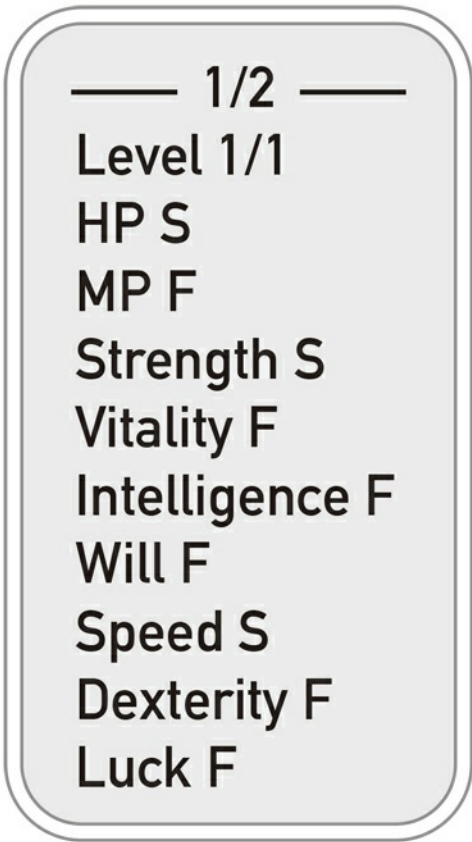 1/2
Level 1/1
HP S
MP F
Strength S
Vitality F
Intelligence F
Will F
Speed S
Dexterity F
Luck F